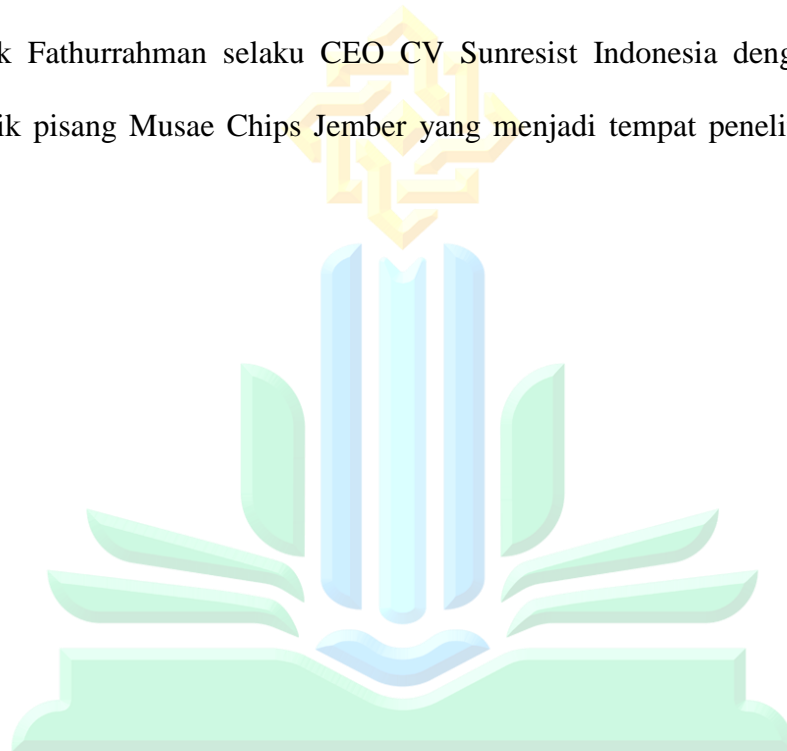 k Fathurrahman selaku CEO CV Sunresist Indonesia deng
ik pisang Musae Chips Jember yang menjadi tempat peneli